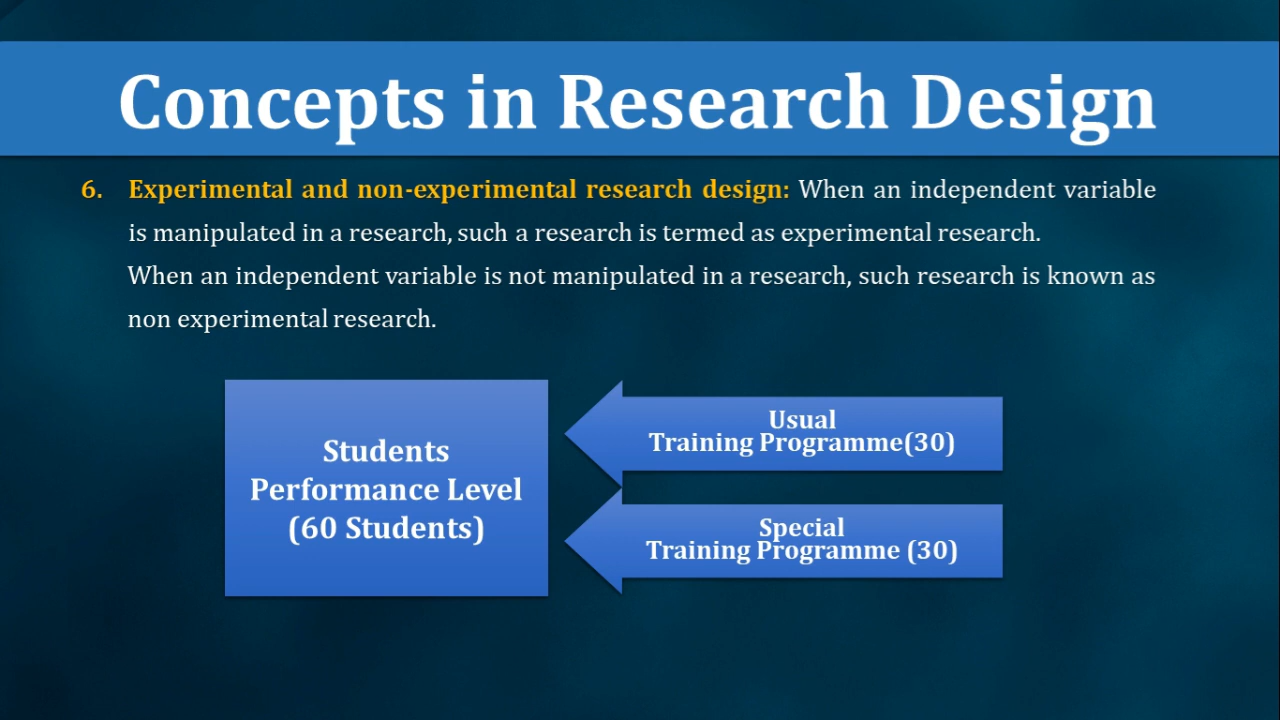 Concepts in Research Design
6. Experimental and non-experimental research design: When an independent variable
is manipulated in a research, such a research is termed as experimental research.
When an independent variable is not manipulated in a research, such research is known as
non experimental research.
Students
Performance Level
(60 Students)
Usual
Training Programme(30)
Special
Training Programme (30)